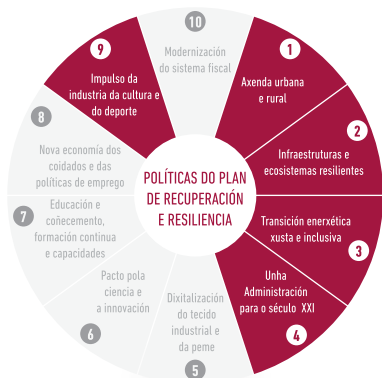 POLÍTICAS DO PLAN
DE RECUPERACIÓN
E RESILIENCIA
1
Axenda urbana
e rural
2
Infraestruturas e
ecosistemas resilientes
Transición enerxética
xusta e inclusiva
3
Unha
Administración
para o século XXI
4
Dixitalización
do tecido
industrial e
da peme
5
Pacto pola
ciencia e
a innovación
6
7
Educación e
coñecemento,
formación continua
e capacidades
8
Nova economía dos
coidados e das
políticas de emprego
9
Impulso da
industria da cultura e
do deporte
10
Modernización
do sistema fiscal